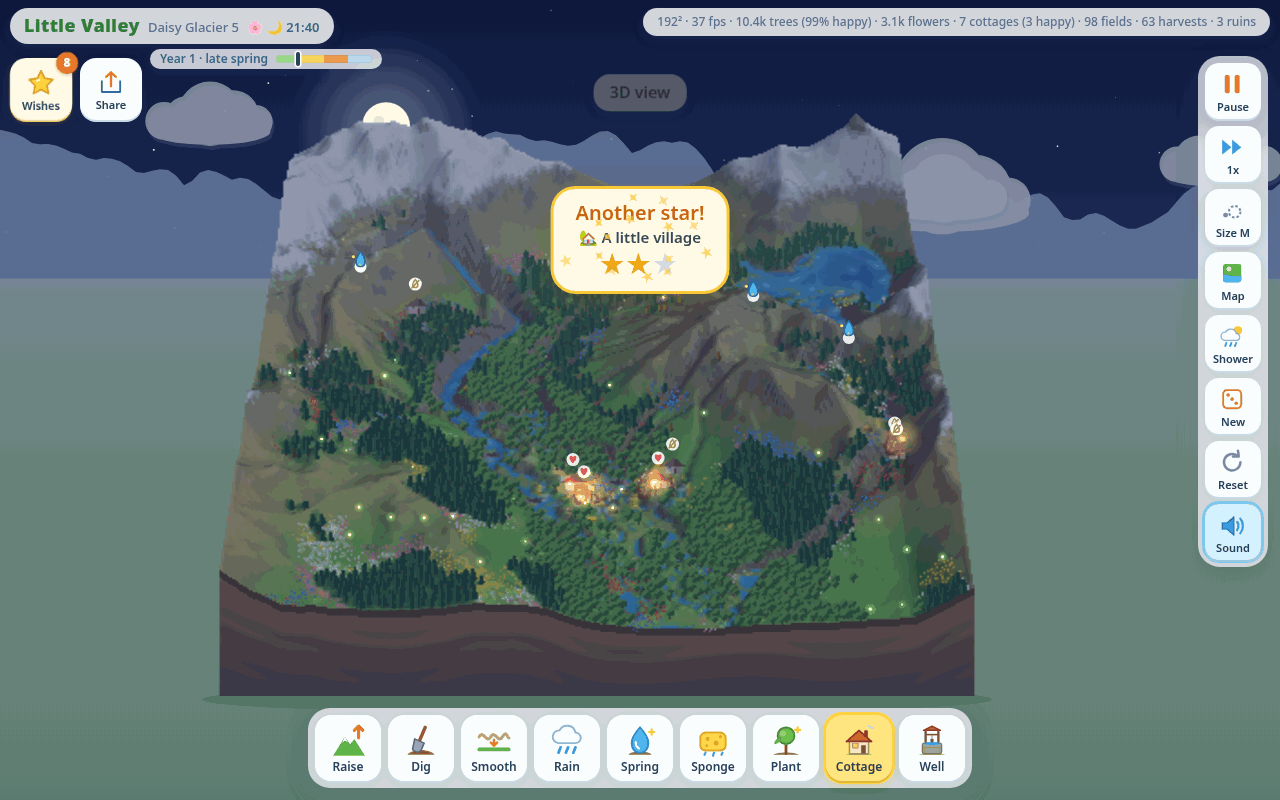 Little Valley Daisy Glacier 5 21:40
192² · 37 fps · 10.4k trees (99% happy) · 3.1k flowers · 7 cottages (3 happy) · 98 fields · 63 harvests · 3 ruins
Year 1 · late spring
8
Wishes
Share
3D view
Another star!
A little village
Pause
1x
Size M
Map
Shower
New
Reset
Sound
Raise
Dig
Smooth
Rain
Spring
Sponge
Plant
Cottage
Well